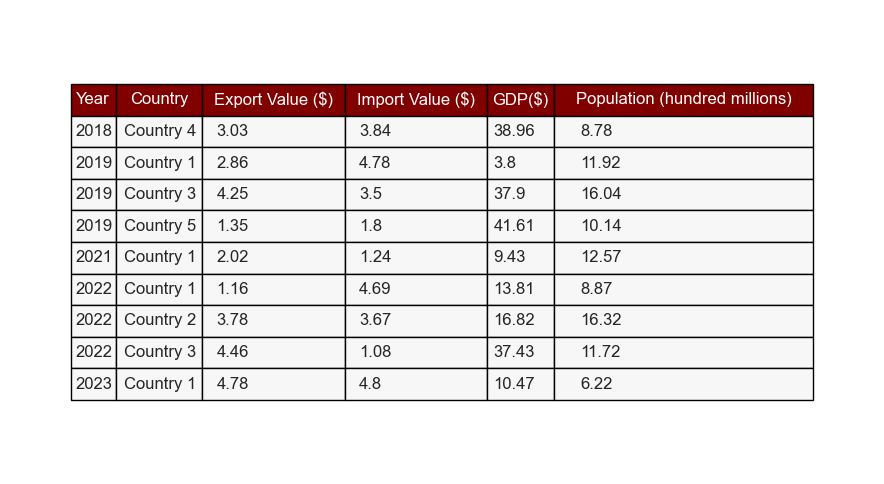 Year Country Export Value ($) Import Value ($) GDP($) Population (hundred millions)
2018 Country 4 3.03 3.84 38.96 8.78
2019 Country 1 2.86 4.78 3.8 11.92
2019 Country 3 4.25 3.5 37.9 16.04
2019 Country 5 1.35 1.8 41.61 10.14
2021 Country 1 2.02 1.24 9.43 12.57
2022 Country 1 1.16 4.69 13.81 8.87
2022 Country 2 3.78 3.67 16.82 16.32
2022 Country 3 4.46 1.08 37.43 11.72
2023 Country 1 4.78 4.8 10.47 6.22